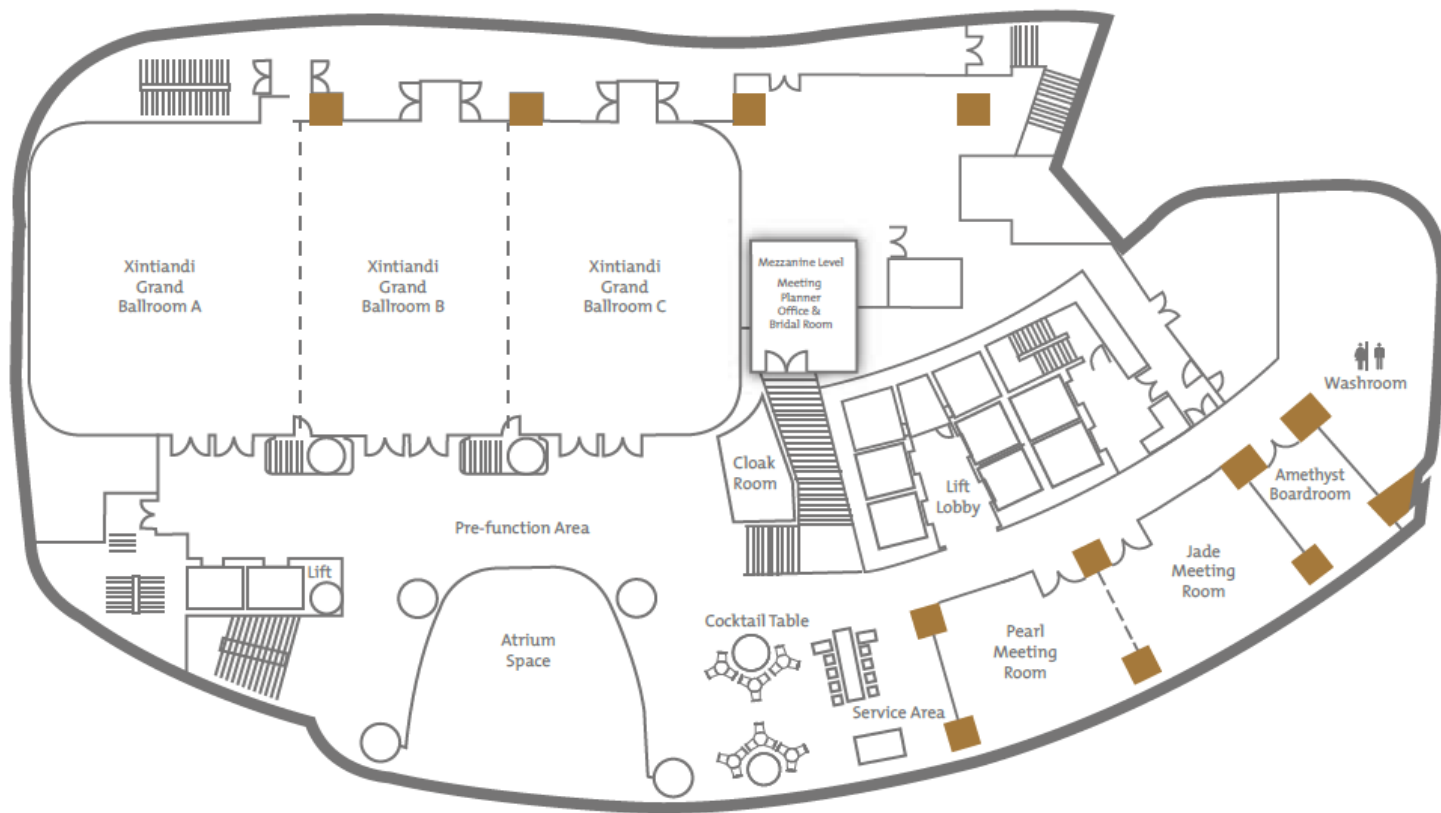 Xintiandi
Grand
Ballroom A
Xintiandi
Grand
Ballroom B
Xintiandi
Grand
Ballroom C
Mezzanine Level
Meeting
Planner
Office &
Bridal Room
Washroom
Cloak
Room
Lift
Lobby
Amethyst
Boardroom
Pre-function Area
Jade
Meeting
Room
Lift
Atrium
Space
Cocktail Table
Pearl
Meeting
Room
Service Area